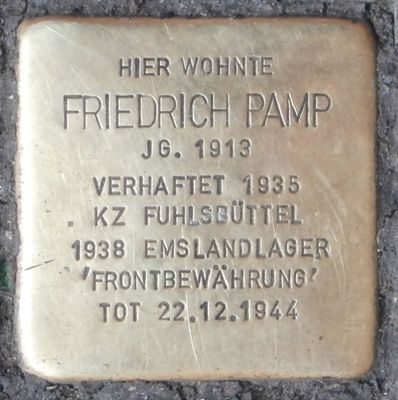 HIER WOHNTE
FRIEDRICH PAMP
JG. 1913
VERHAFTET 1935
KZ FUHLSBÜTTEL
1938 EMSLANDLAGER
'FRONTBEWÄHRUNG'
TOT 22.12.1944